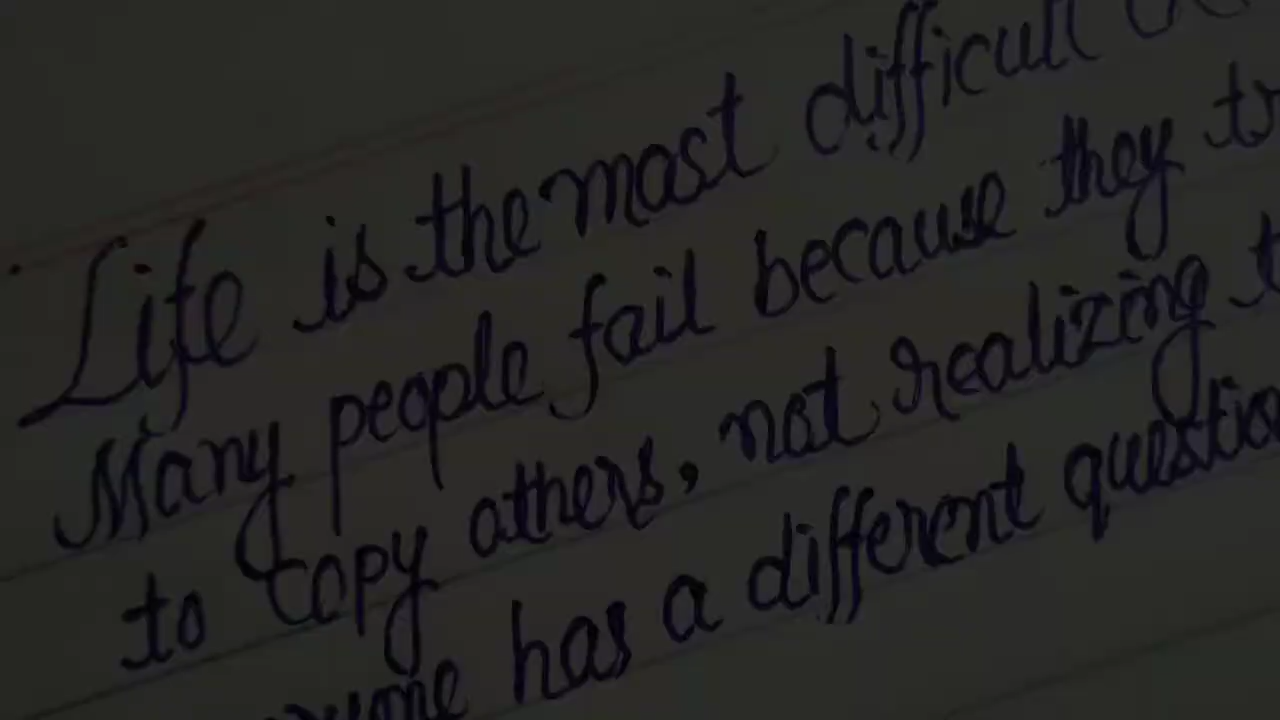 Life is the most difficult
Many people fail because they
to copy others, not realizing
has a different